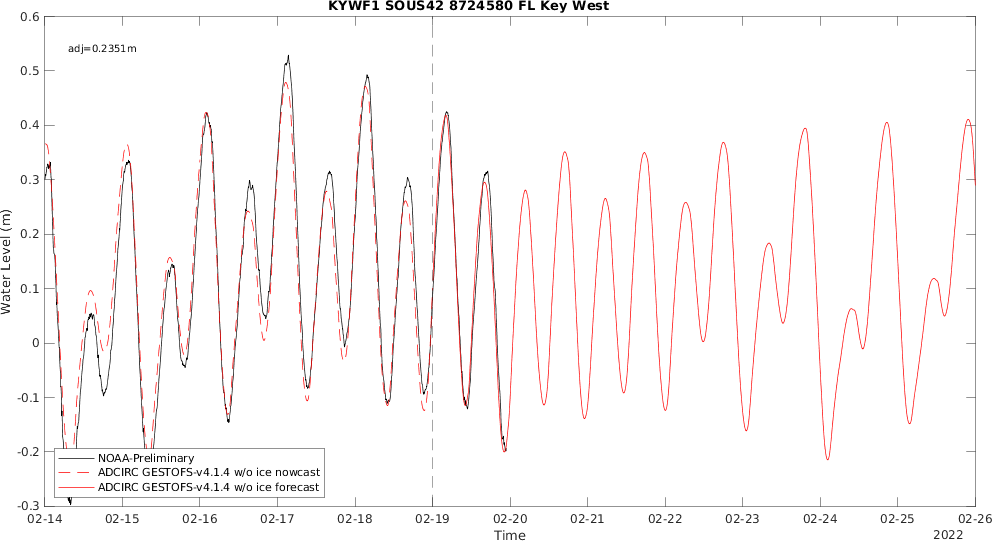 KYWF1 SOUS42 8724580 FL Key West
adj=0.2351m
0.6
0.5
0.4
0.3
0.2
0.1
0
-0.1
-0.2
-0.3
Water Level (m)
NOAA-Preliminary
ADCIRC GESTOFS-v4.1.4 w/o ice nowcast
ADCIRC GESTOFS-v4.1.4 w/o ice forecast
02-14 02-15 02-16 02-17 02-18 02-19 02-20 02-21 02-22 02-23 02-24 02-25 02-26
Time
2022